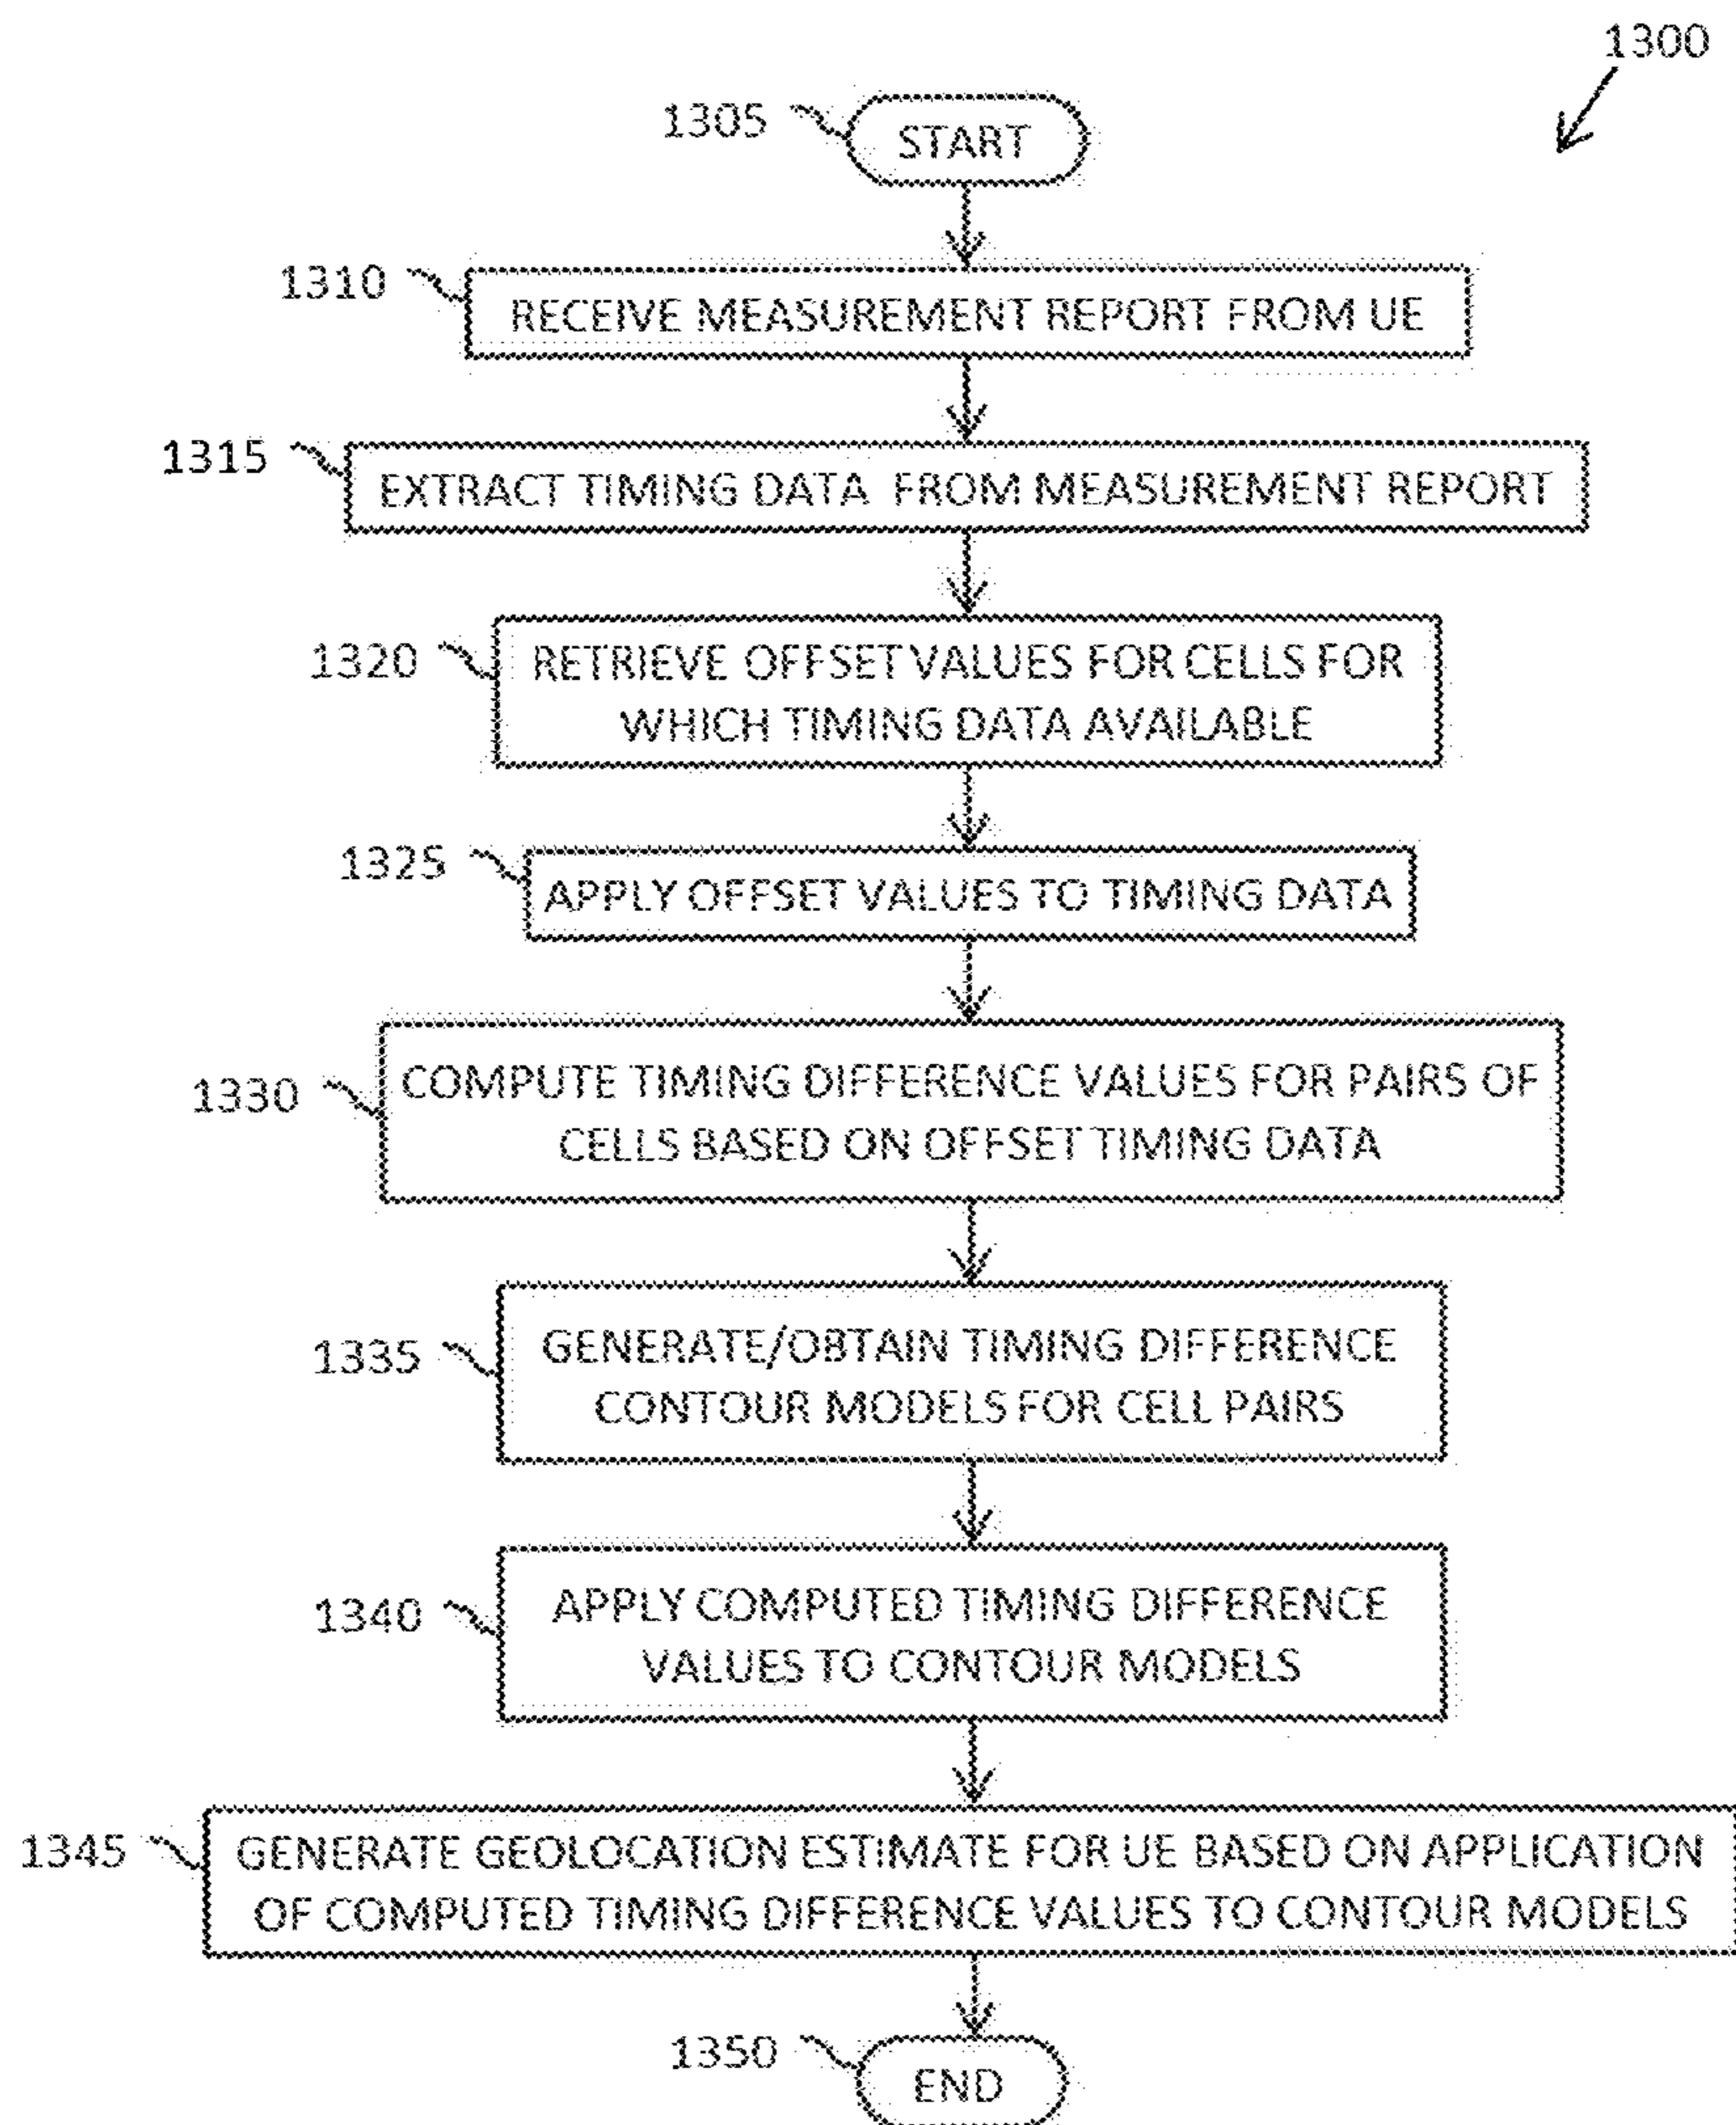 1300
1305
START
1310
RECEIVE MEASUREMENT REPORT FROM UE
1315
EXTRACT TIMING DATA FROM MEASUREMENT REPORT
1320
RETRIEVE OFFSET VALUES FOR CELLS FOR
WHICH TIMING DATA AVAILABLE
1325
APPLY OFFSET VALUES TO TIMING DATA
1330
COMPUTE TIMING DIFFERENCE VALUES FOR PAIRS OF
CELLS BASED ON OFFSET TIMING DATA
1335
GENERATE/OBTAIN TIMING DIFFERENCE
CONTOUR MODELS FOR CELL PAIRS
1340
APPLY COMPUTED TIMING DIFFERENCE
VALUES TO CONTOUR MODELS
1345
GENERATE GEOLOCATION ESTIMATE FOR UE BASED ON APPLICATION
OF COMPUTED TIMING DIFFERENCE VALUES TO CONTOUR MODELS
1350
END